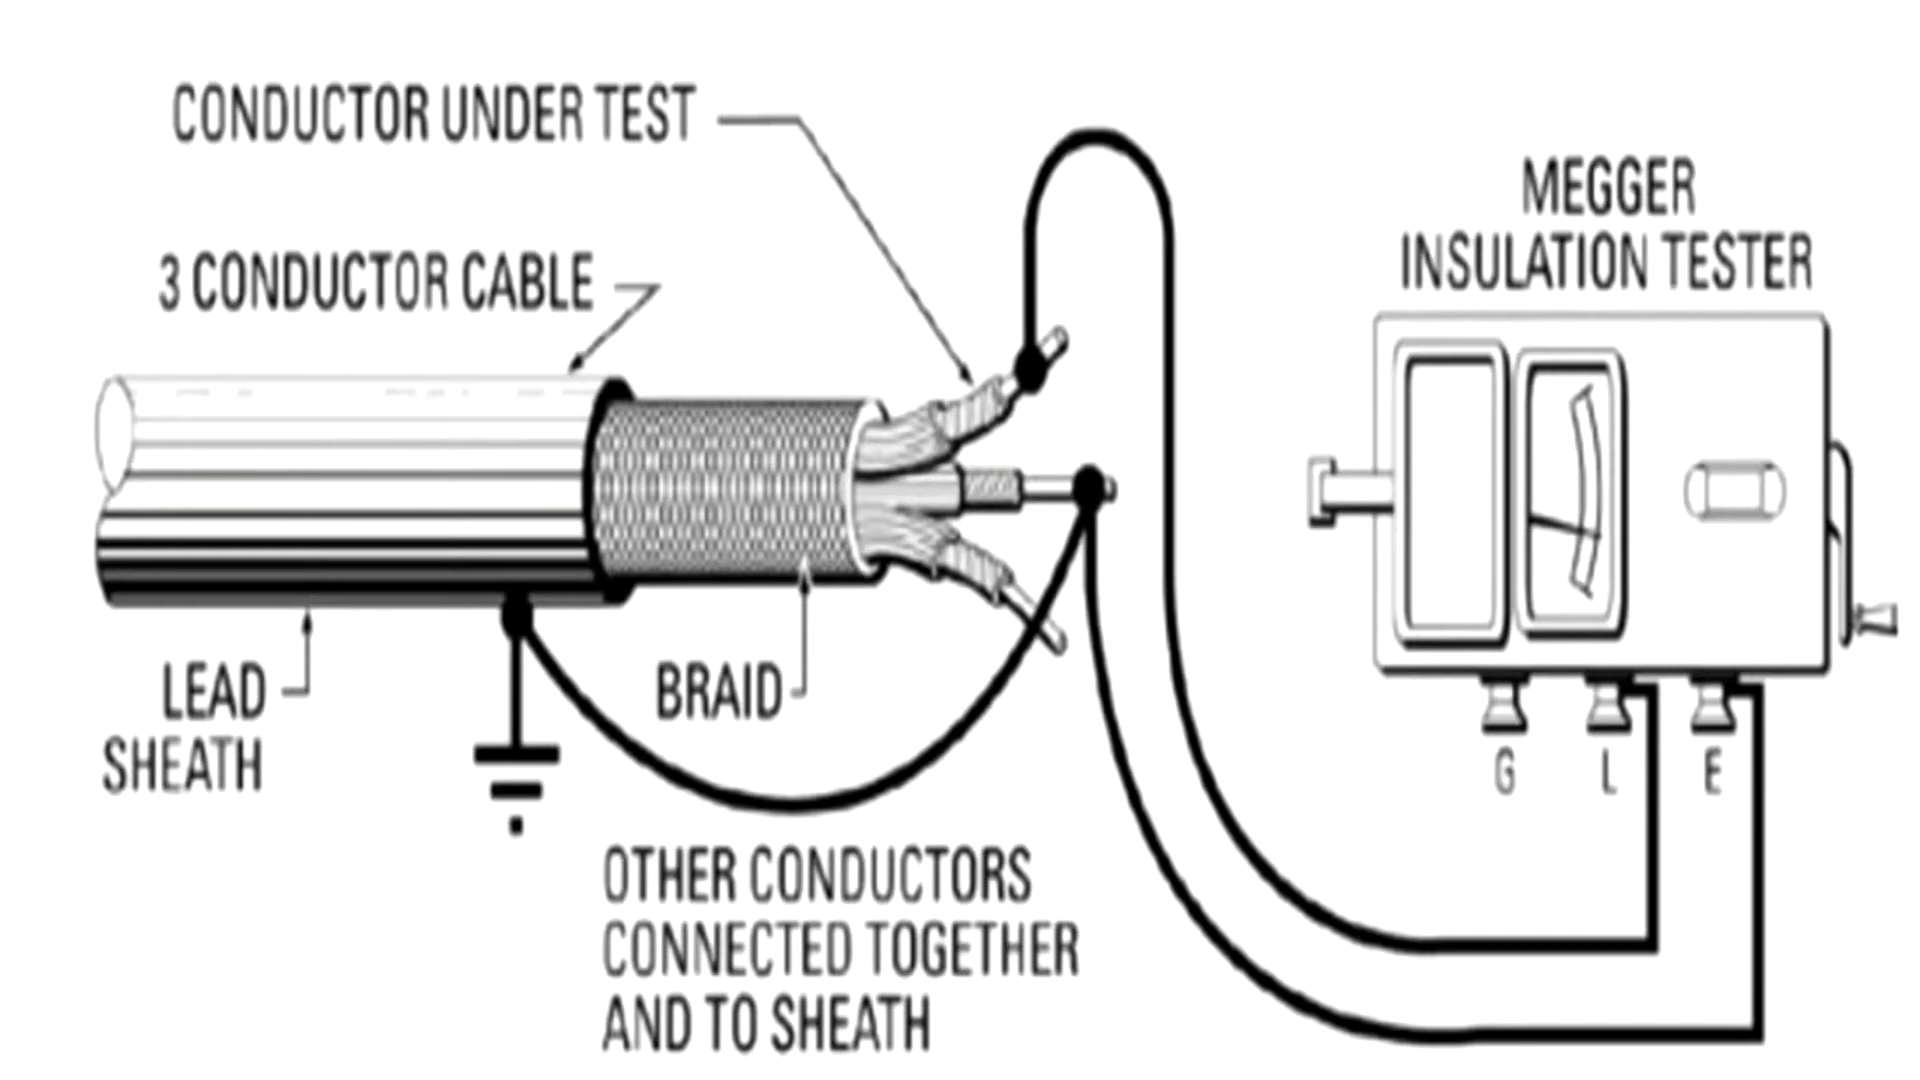 CONDUCTOR UNDER TEST
MEGGER
INSULATION TESTER
3 CONDUCTOR CABLE
LEAD
SHEATH
BRAID
G
L
E
OTHER CONDUCTORS
CONNECTED TOGETHER
AND TO SHEATH